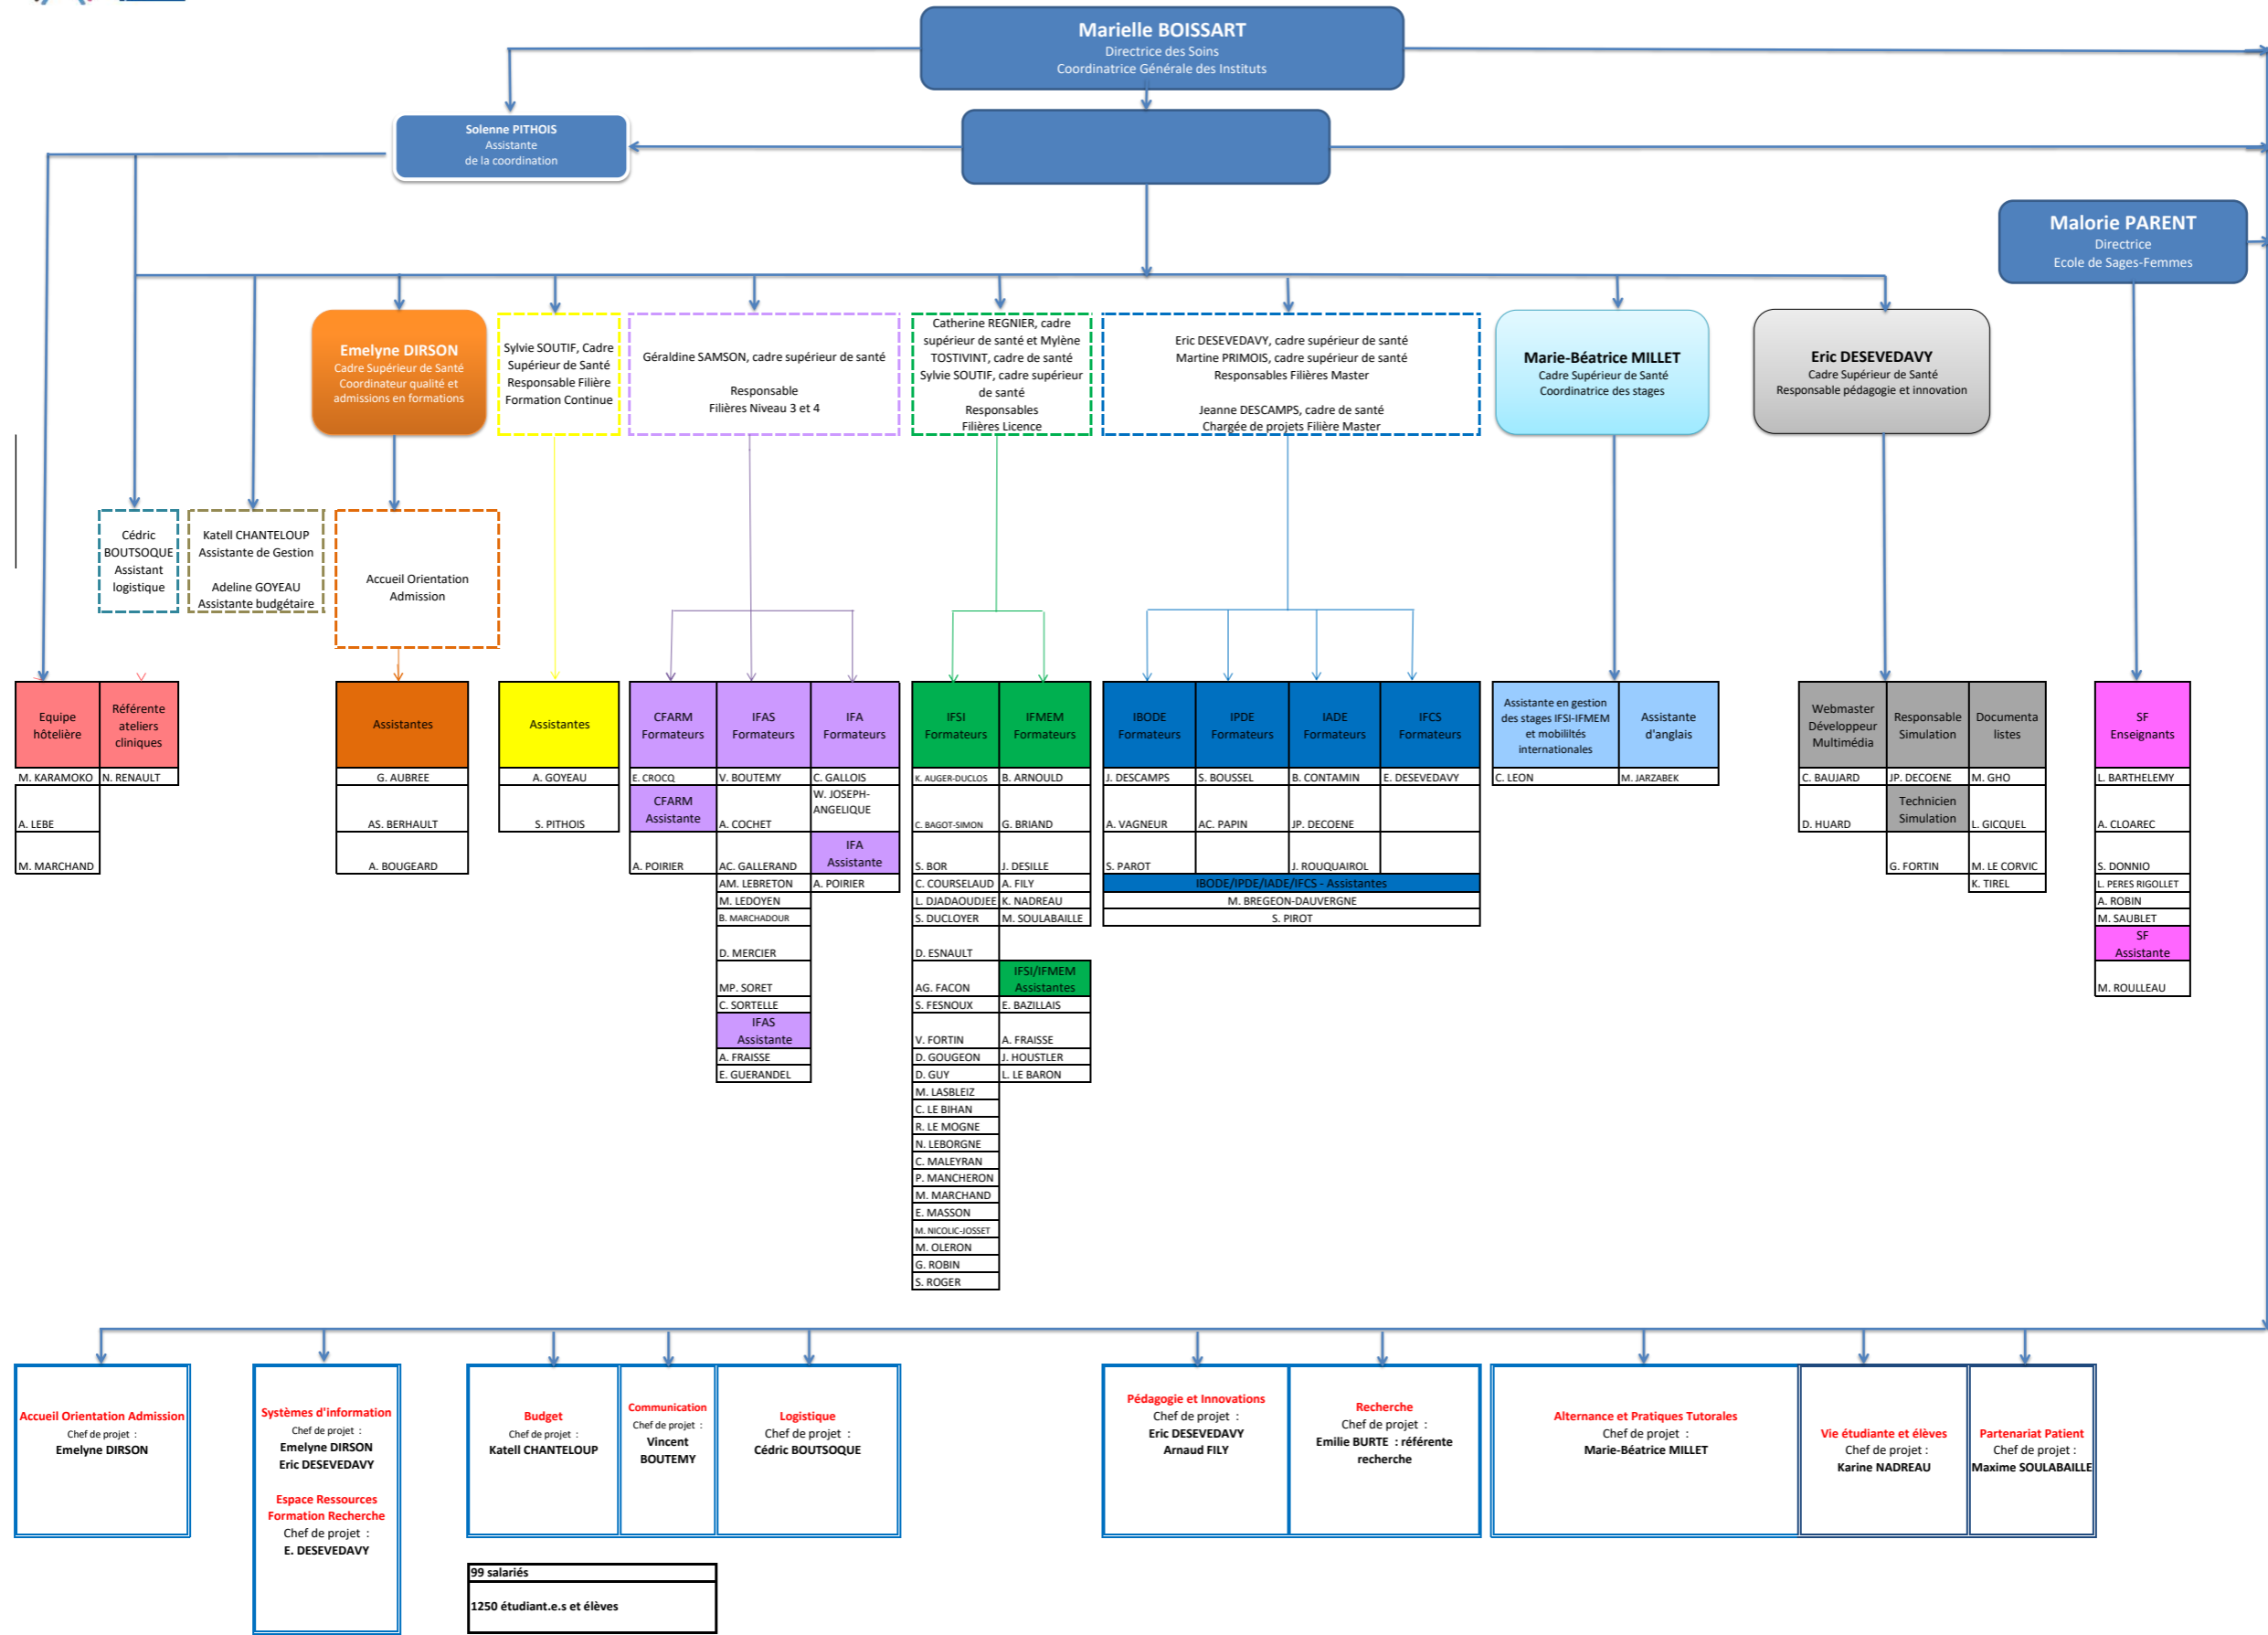 Marielle BOISSART
Directrice des Soins
Coordinatrice Générale des Instituts
Solenne PITHOIS
Assistante
de la coordination
Malorie PARENT
Directrice
Ecole de Sages-Femmes
Emelyne DIRSON
Cadre Supérieur de Santé
Coordinateur qualité et
admissions en formations
Sylvie SOUTIF, Cadre
Supérieur de Santé
Responsable Filière
Formation Continue
Géraldine SAMSON, cadre supérieur de santé
Responsable
Filières Niveau 3 et 4
Catherine REGNIER, cadre
supérieur de santé et Mylène
TOSTIVINT, cadre de santé
Sylvie SOUTIF, cadre supérieur
de santé
Responsables
Filières Licence
Eric DESEVEDAVY, cadre supérieur de santé
Martine PRIMOIS, cadre supérieur de santé
Responsables Filières Master
Jeanne DESCAMPS, cadre de santé
Chargée de projets Filière Master
Marie-Béatrice MILLET
Cadre Supérieur de Santé
Coordinatrice des stages
Eric DESEVEDAVY
Cadre Supérieur de Santé
Responsable pédagogie et innovation
Cédric
BOUTSOQUE
Assistant
logistique
Katell CHANTELOUP
Assistante de Gestion
Adeline GOYEAU
Assistante budgétaire
Accueil Orientation
Admission
Equipe
hôtelière
M. KARAMOKO
A. LEBE
M. MARCHAND
Référente
ateliers
cliniques
N. RENAULT
Assistantes
G. AUBREE
AS. BERHAULT
A. BOUGEARD
Assistantes
A. GOYEAU
S. PITHOIS
CFARM
Formateurs
E. CROCQ
CFARM
Assistante
A. POIRIER
IFAS
Formateurs
V. BOUTEMY
A. COCHET
AC. GALLERAND
AM. LEBRETON
M. LEDOYEN
B. MARCHADOUR
D. MERCIER
MP. SORET
C. SORTELLE
IFAS
Assistante
A. FRAISSE
E. GUERANDEL
IFA
Formateurs
C. GALLOIS
W. JOSEPH-
ANGELIQUE
IFA
Assistante
A. POIRIER
IFSI
Formateurs
K. AUGER-DUCLOS
C. BAGOT-SIMON
S. BOR
C. COURSELAUD
L. DJADAOUDJEE
S. DUCLOYER
D. ESNAULT
AG. FACON
S. FESNOUX
V. FORTIN
D. GOUGEON
D. GUY
M. LASBLEIZ
C. LE BIHAN
R. LE MOGNE
N. LEBORGNE
C. MALEYRAN
P. MANCHERON
M. MARCHAND
E. MASSON
M. NICOLIC-JOSSET
M. OLERON
G. ROBIN
S. ROGER
IFMEM
Formateurs
B. ARNOULD
G. BRIAND
J. DESILLE
A. FILY
K. NADREAU
M. SOULABAILLE
IFSI/IFMEM
Assistantes
E. BAZILLAIS
A. FRAISSE
J. HOUSTLER
L. LE BARON
IBODE
Formateurs
J. DESCAMPS
A. VAGNEUR
S. PAROT
IPDE
Formateurs
S. BOUSSEL
AC. PAPIN
IADE
Formateurs
B. CONTAMIN
JP. DECOENE
J. ROUQUAIROL
IFCS
Formateurs
E. DESEVEDAVY
IBODE/IPDE/IADE/IFCS - Assistantes
M. BREGEON-DAUVERGNE
S. PIROT
Assistante en gestion
des stages IFSI-IFMEM
et mobililtés
internationales
C. LEON
Assistante
d'anglais
M. JARZABEK
Webmaster
Développeur
Multimédia
C. BAUJARD
D. HUARD
Responsable
Simulation
JP. DECOENE
Technicien
Simulation
G. FORTIN
Documenta
listes
M. GHO
L. GICQUEL
M. LE CORVIC
K. TIREL
SF
Enseignants
L. BARTHELEMY
A. CLOAREC
S. DONNIO
L. PERES RIGOLLET
A. ROBIN
M. SAUBLET
SF
Assistante
M. ROULLEAU
Accueil Orientation Admission
Chef de projet :
Emelyne DIRSON
Systèmes d'information
Chef de projet :
Emelyne DIRSON
Eric DESEVEDAVY
Espace Ressources
Formation Recherche
Chef de projet :
E. DESEVEDAVY
Budget
Chef de projet :
Katell CHANTELOUP
Communication
Chef de projet :
Vincent
BOUTEMY
Logistique
Chef de projet :
Cédric BOUTSOQUE
Pédagogie et Innovations
Chef de projet :
Eric DESEVEDAVY
Arnaud FILY
Recherche
Chef de projet :
Emilie BURTE : référente
recherche
Alternance et Pratiques Tutorales
Chef de projet :
Marie-Béatrice MILLET
Vie étudiante et élèves
Chef de projet :
Karine NADREAU
Partenariat Patient
Chef de projet :
Maxime SOULABAILLE
99 salariés
1250 étudiant.e.s et élèves